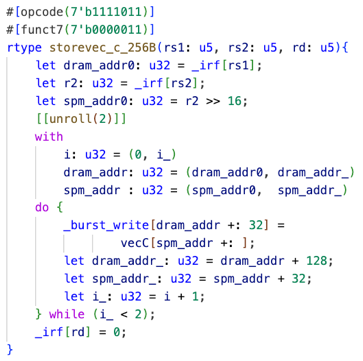 #[opcode(7'b1111011)]
#[funct7(7'b0000011)]
rtype storevec_c_256B(rs1: u5, rs2: u5, rd: u5){
    let dram_addr0: u32 = _irf[rs1];
    let r2: u32 = _irf[rs2];
    let spm_addr0: u32 = r2 >> 16;
    [[unroll(2)]]
    with
        i: u32 = (0, i_)
        dram_addr: u32 = (dram_addr0, dram_addr_)
        spm_addr : u32 = (spm_addr0,  spm_addr_)
    do {
        _burst_write[dram_addr +: 32] =
                vecC[spm_addr +: ];
        let dram_addr_: u32 = dram_addr + 128;
        let spm_addr_: u32 = spm_addr + 32;
        let i_: u32 = i + 1;
    } while (i_ < 2);
    _irf[rd] = 0;
}